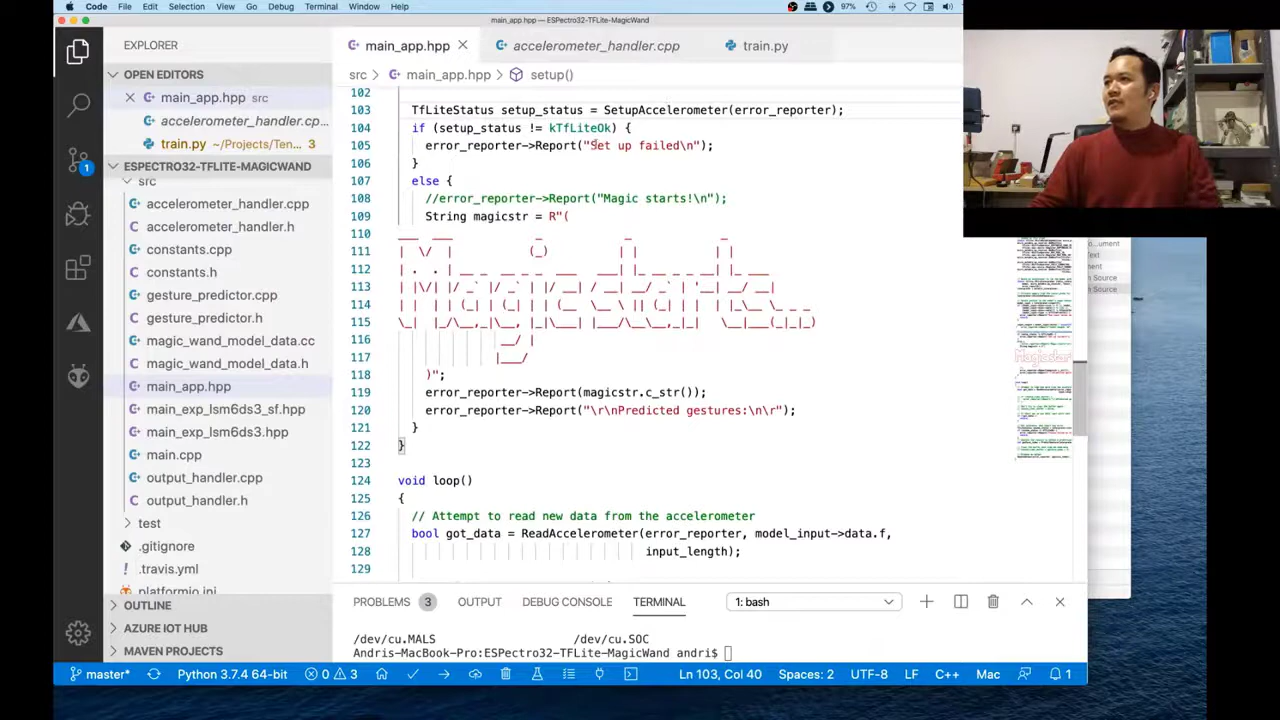 Code File Edit Selection View Go Debug Terminal Window Help 97%
main_app.hpp — ESPectro32-TFLite-MagicWand
EXPLORER
main_app.hpp
accelerometer_handler.cpp
train.py
OPEN EDITORS
src > main_app.hpp > setup()
main_app.hpp src
accelerometer_handler.cp...
train.py ~/Projects/Ten... 3
ESPECTRO32-TFLITE-MAGICWAND
src
accelerometer_handler.cpp
accelerometer_handler.h
constants.cpp
constants.h
gesture_predictor.cpp
gesture_predictor.h
magic_wand_model_data.cc
magic_wand_model_data.h
main_app.hpp
main_exp_lsm6ds3_sf.hpp
main_exp_lsm6ds3.hpp
main.cpp
output_handler.cpp
output_handler.h
test
.gitignore
.travis.yml
platformio.ini
OUTLINE
AZURE IOT HUB
MAVEN PROJECTS
102
103 TfLiteStatus setup_status = SetupAccelerometer(error_reporter);
104 if (setup_status != kTfLiteOk) {
105 error_reporter->Report("Set up failed\n");
106 }
107 else {
108 //error_reporter->Report("Magic starts!\n");
109 String magicstr = R"(
110
111
112
113
114
115
116
117
118 )";
119 error_reporter->Report(magicstr.c_str());
120 error_reporter->Report("\r\nPredicted gestures:\n\r");
121 }
122 }
123
124 void loop()
125 {
126 // Attempt to read new data from the accelerometer
127 bool got_data = ReadAccelerometer(error_reporter, model_input->data.f,
128 input_length);
129
PROBLEMS 3 OUTPUT DEBUG CONSOLE TERMINAL 1: bash
/dev/cu.MALS /dev/cu.SOC
Andris-MacBook-Pro:ESPectro32-TFLite-MagicWand andri$
master* Python 3.7.4 64-bit 0 3 Ln 103, Col 40 Spaces: 2 UTF-8 LF C++ Mac 1